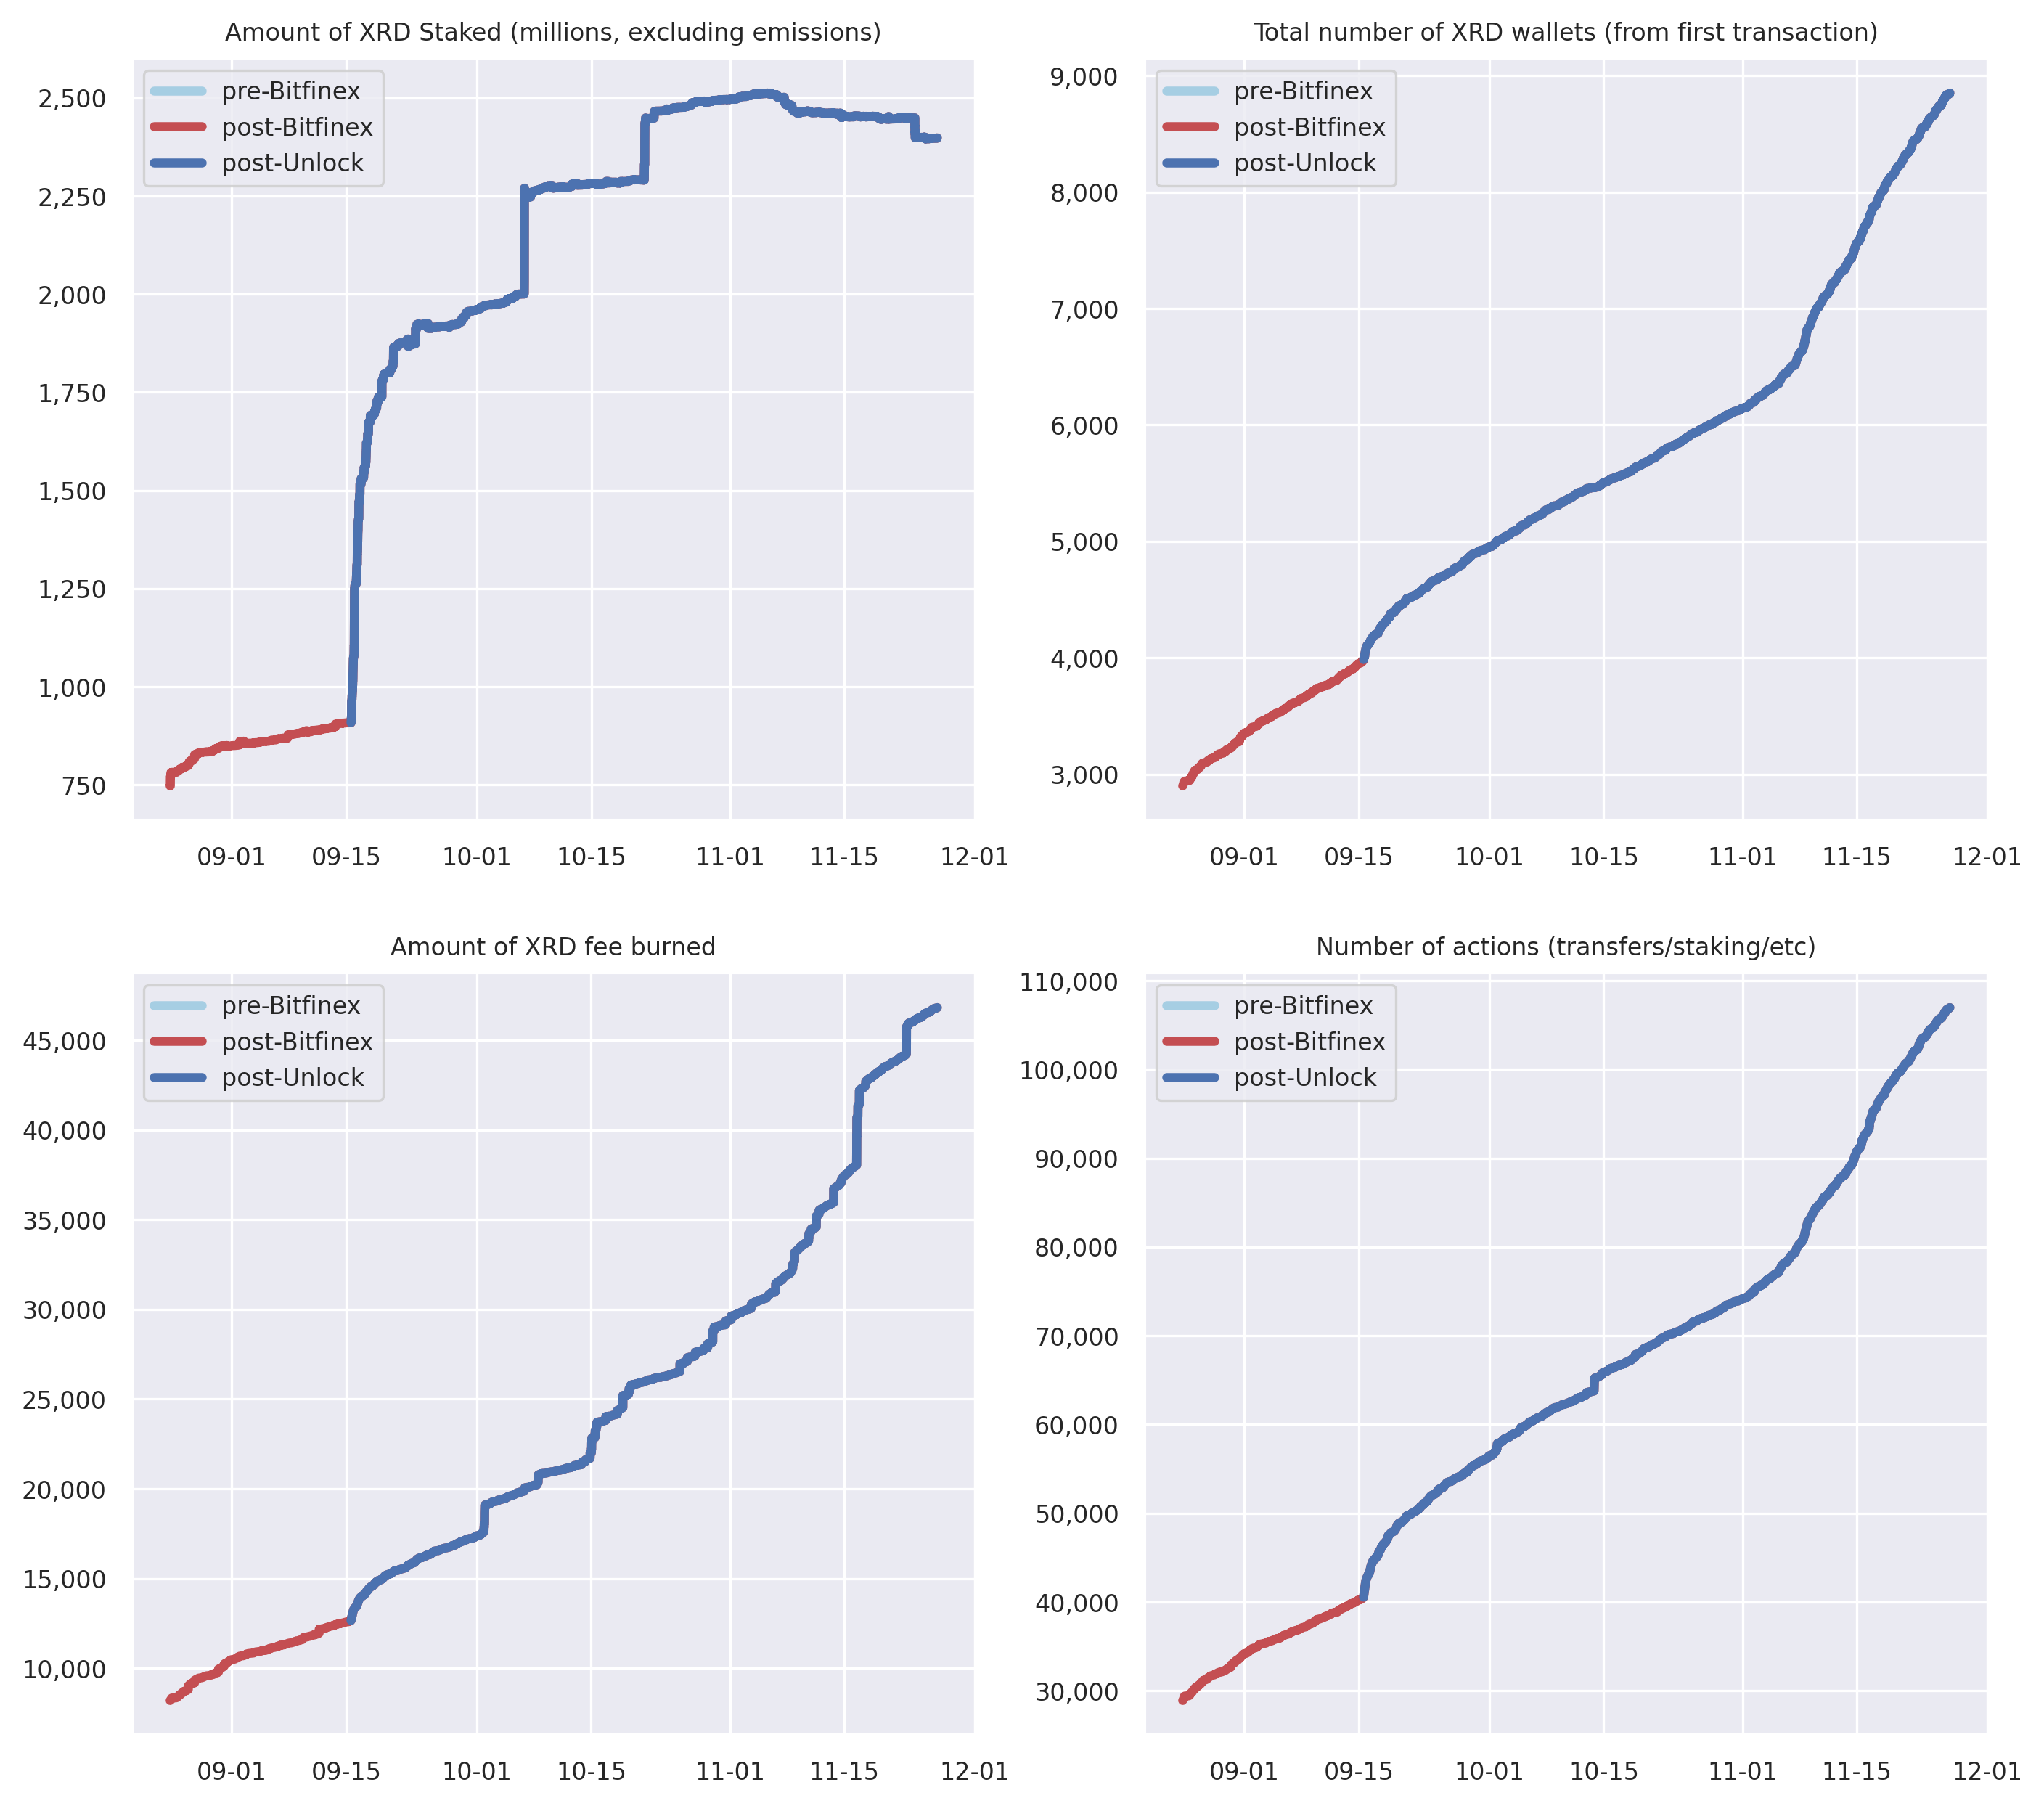 Amount of XRD Staked (millions, excluding emissions)
pre-Bitfinex
post-Bitfinex
post-Unlock
2,500
2,250
2,000
1,750
1,500
1,250
1,000
750
09-01 09-15 10-01 10-15 11-01 11-15 12-01
Total number of XRD wallets (from first transaction)
pre-Bitfinex
post-Bitfinex
post-Unlock
9,000
8,000
7,000
6,000
5,000
4,000
3,000
09-01 09-15 10-01 10-15 11-01 11-15 12-01
Amount of XRD fee burned
pre-Bitfinex
post-Bitfinex
post-Unlock
45,000
40,000
35,000
30,000
25,000
20,000
15,000
10,000
09-01 09-15 10-01 10-15 11-01 11-15 12-01
Number of actions (transfers/staking/etc)
pre-Bitfinex
post-Bitfinex
post-Unlock
110,000
100,000
90,000
80,000
70,000
60,000
50,000
40,000
30,000
09-01 09-15 10-01 10-15 11-01 11-15 12-01